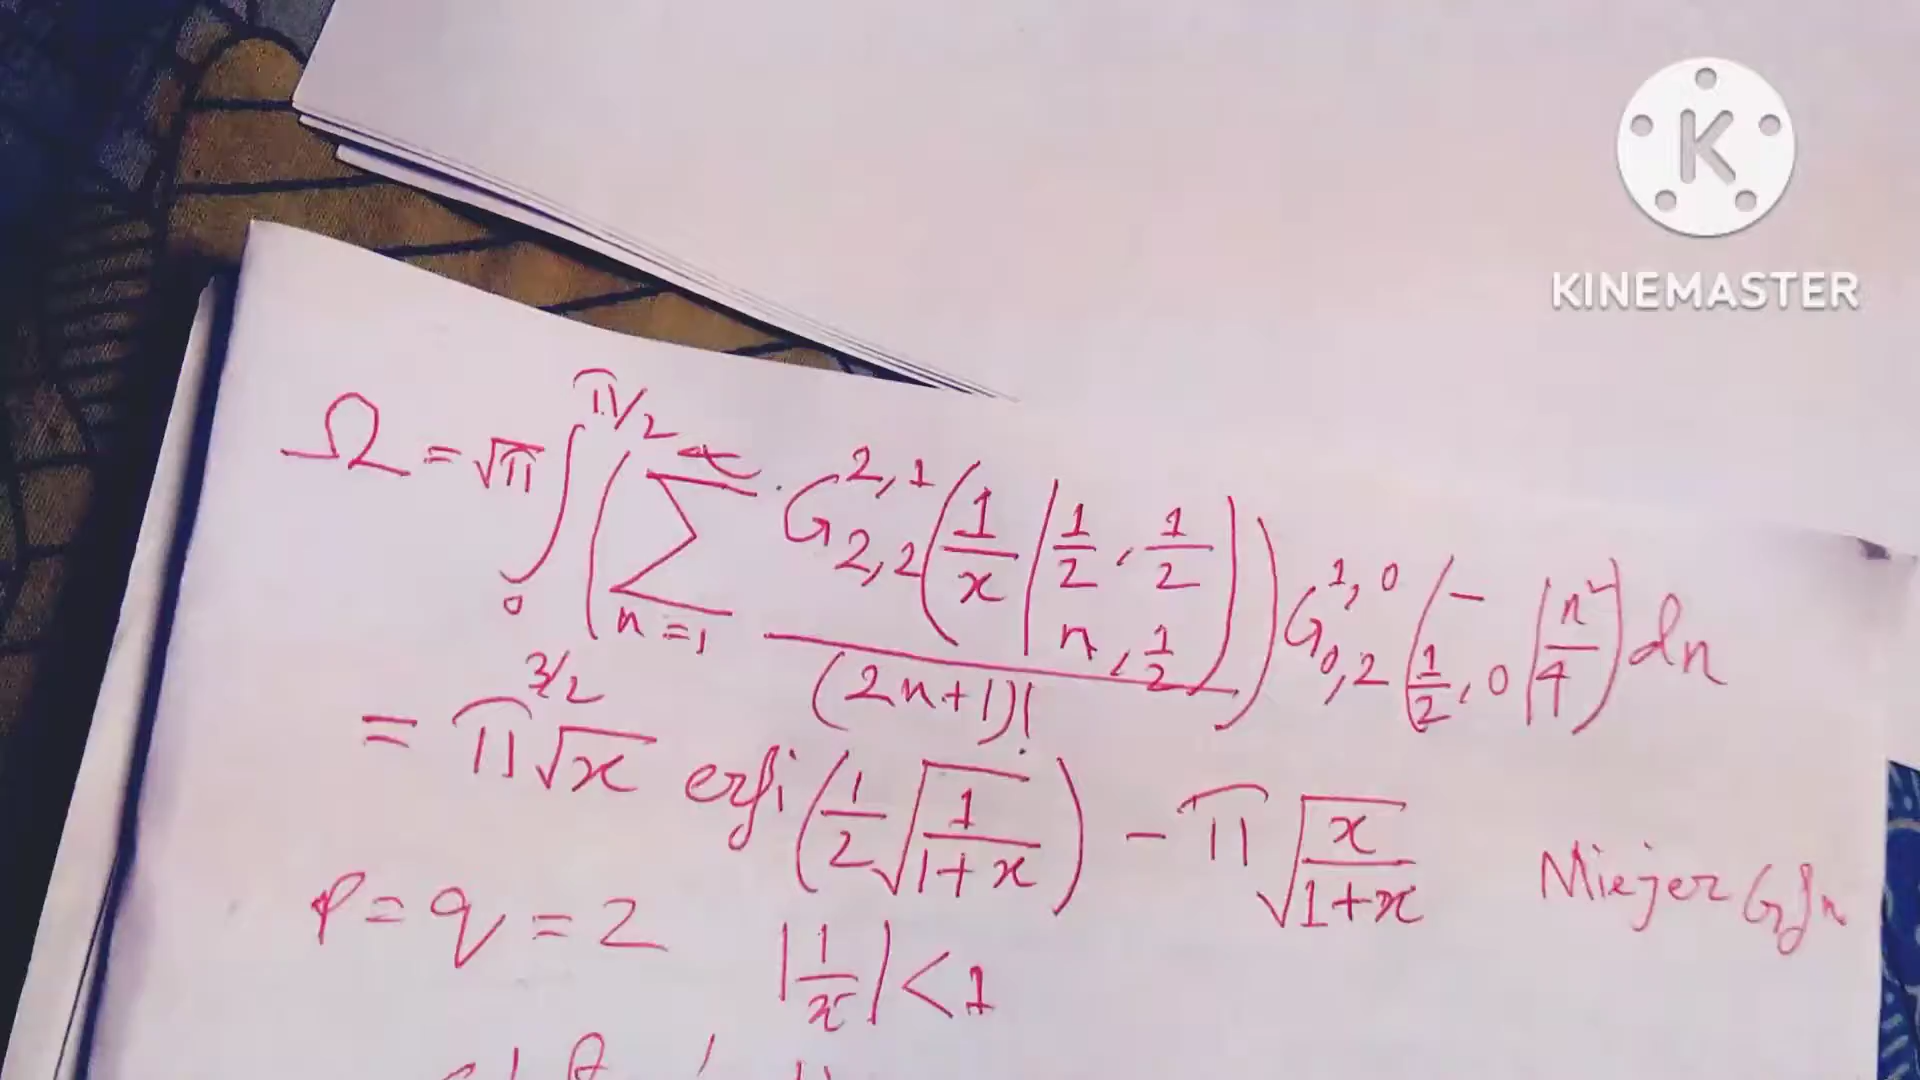 KINEMASTER
Ω = √π ∫₀^{π/2} ( ∑_{n=1}^{∝} G^{2,1}_{2,2} ( 1/x | 1/2, 1/2 ; n, 1/2 ) / (2n+1)! ) G^{1,0}_{0,2} ( − ; 1/2, 0 | n²/4 ) dn
= π^{3/2} √x erfi ( 1/2 √(1/(1+x)) ) − π √(x/(1+x))
Miejer G fn
p = q = 2 |1/x| < 1